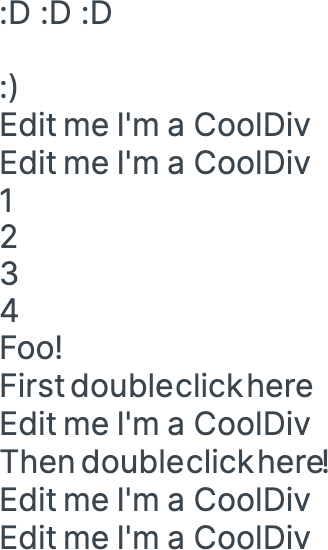 :D :D :D
:)
Edit me I'm a CoolDiv
Edit me I'm a CoolDiv
1
2
3
4
Foo!
First doubleclick here
Edit me I'm a CoolDiv
Then doubleclick here!
Edit me I'm a CoolDiv
Edit me I'm a CoolDiv